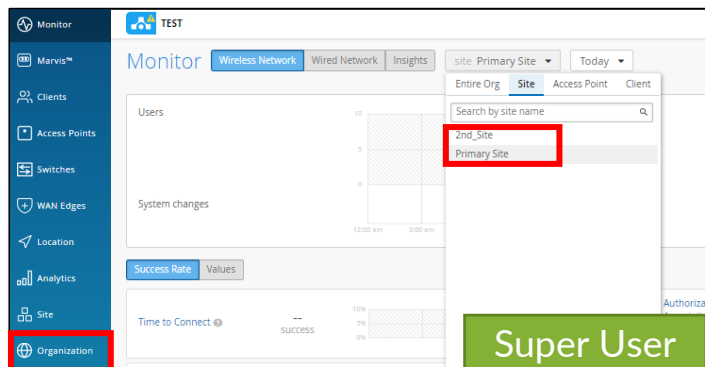 Monitor
TEST
Marvis™
Clients
Access Points
Switches
WAN Edges
Location
Analytics
Site
Organization
Monitor Wireless Network Wired Network Insights site Primary Site Today
Entire Org Site Access Point Client
Search by site name
2nd_Site
Primary Site
Users
10
5
0
System changes
12:00 am 3:00 am
Success Rate Values
Time to Connect
--
success
10%
5%
0%
Super User